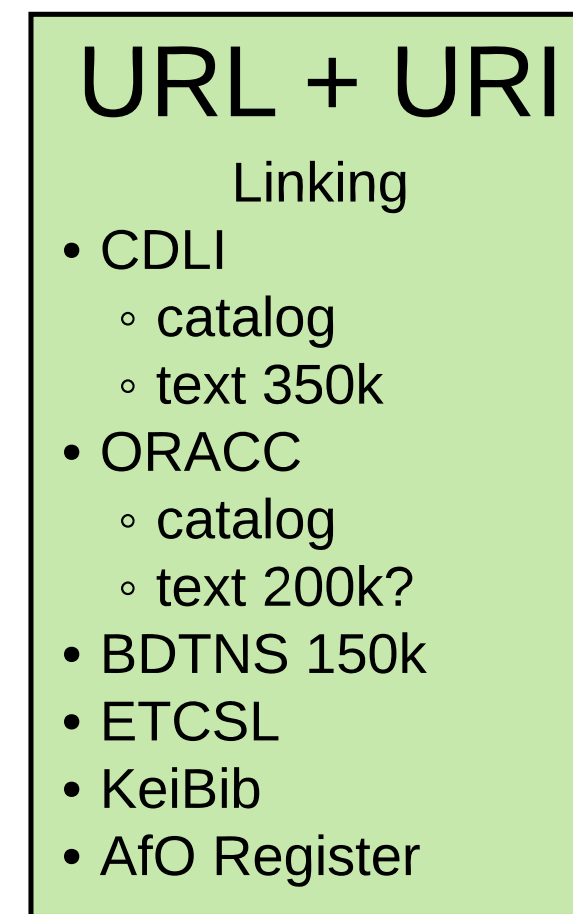 URL + URI
Linking
• CDLI
◦ catalog
◦ text 350k
• ORACC
◦ catalog
◦ text 200k?
• BDTNS 150k
• ETCSL
• KeiBib
• AfO Register